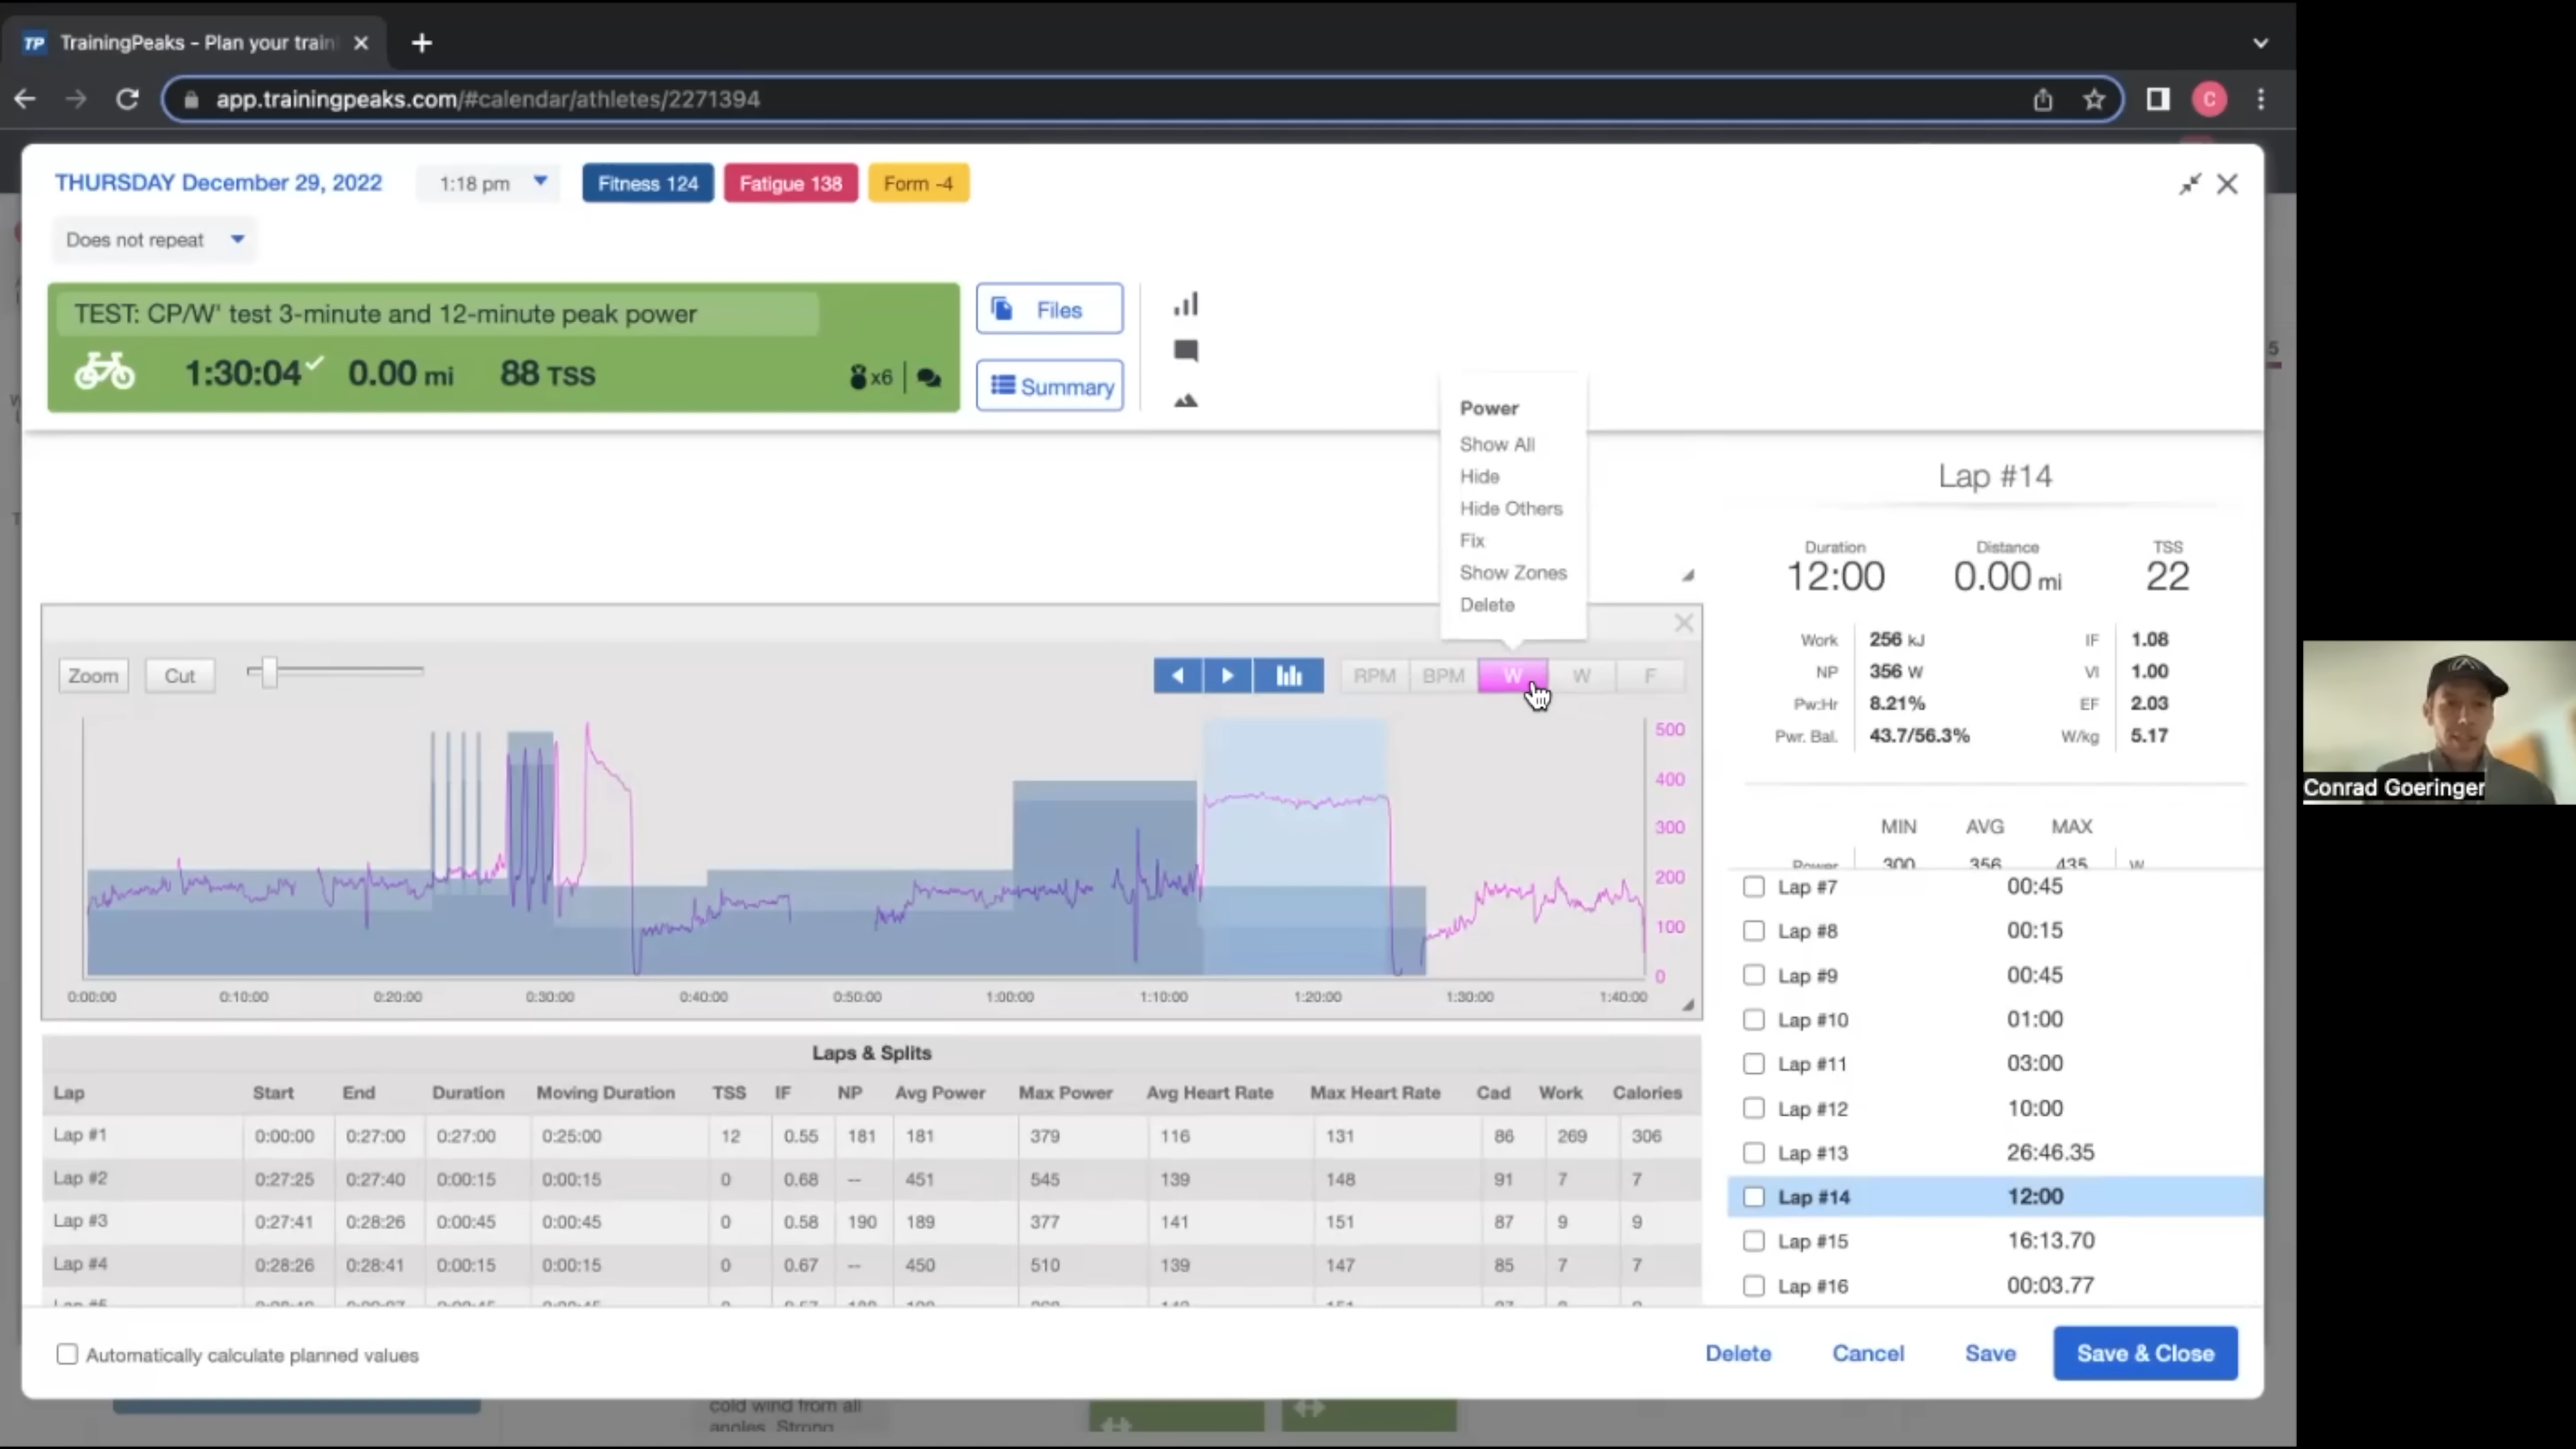 TP TrainingPeaks - Plan your train
app.trainingpeaks.com/#calendar/athletes/2271394
C
THURSDAY December 29, 2022 1:18 pm Fitness 124 Fatigue 138 Form -4
Does not repeat
TEST: CP/W' test 3-minute and 12-minute peak power
1:30:04 0.00 mi 88 TSS x6
Files
Summary
5
Power
Show All
Hide
Hide Others
Fix
Show Zones
Delete
Zoom Cut RPM BPM W W F
500
400
300
200
100
0
0:00:00 0:10:00 0:20:00 0:30:00 0:40:00 0:50:00 1:00:00 1:10:00 1:20:00 1:30:00 1:40:00
Laps & Splits
Lap Start End Duration Moving Duration TSS IF NP Avg Power Max Power Avg Heart Rate Max Heart Rate Cad Work Calories
Lap #1 0:00:00 0:27:00 0:27:00 0:25:00 12 0.55 181 181 379 116 131 86 269 306
Lap #2 0:27:25 0:27:40 0:00:15 0:00:15 0 0.68 -- 451 545 139 148 91 7 7
Lap #3 0:27:41 0:28:26 0:00:45 0:00:45 0 0.58 190 189 377 141 151 87 9 9
Lap #4 0:28:26 0:28:41 0:00:15 0:00:15 0 0.67 -- 450 510 139 147 85 7 7
Lap #14
Duration Distance TSS
12:00 0.00 mi 22
Work 256 kJ IF 1.08
NP 356 W VI 1.00
Pw:Hr 8.21% EF 2.03
Pwr. Bal. 43.7/56.3% W/kg 5.17
MIN AVG MAX
Power 300 356 435 W
Lap #7 00:45
Lap #8 00:15
Lap #9 00:45
Lap #10 01:00
Lap #11 03:00
Lap #12 10:00
Lap #13 26:46.35
Lap #14 12:00
Lap #15 16:13.70
Lap #16 00:03.77
Automatically calculate planned values
Delete Cancel Save Save & Close
cold wind from all
angles. Strong
Conrad Goeringer